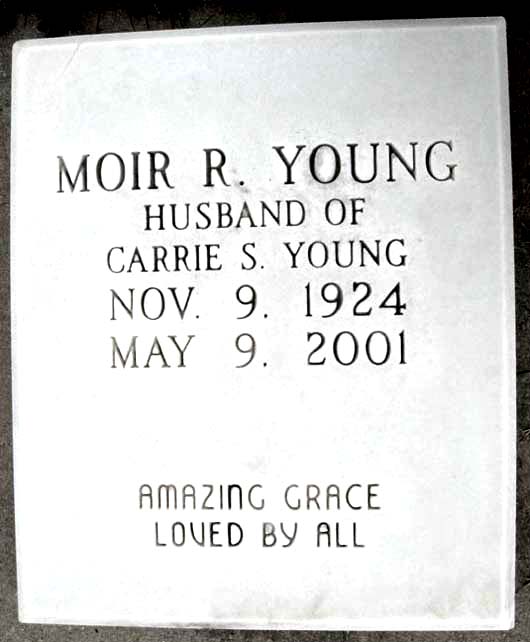 MOIR R. YOUNG
HUSBAND OF
CARRIE S. YOUNG
NOV. 9. 1924
MAY 9. 2001
AMAZING GRACE
LOVED BY ALL